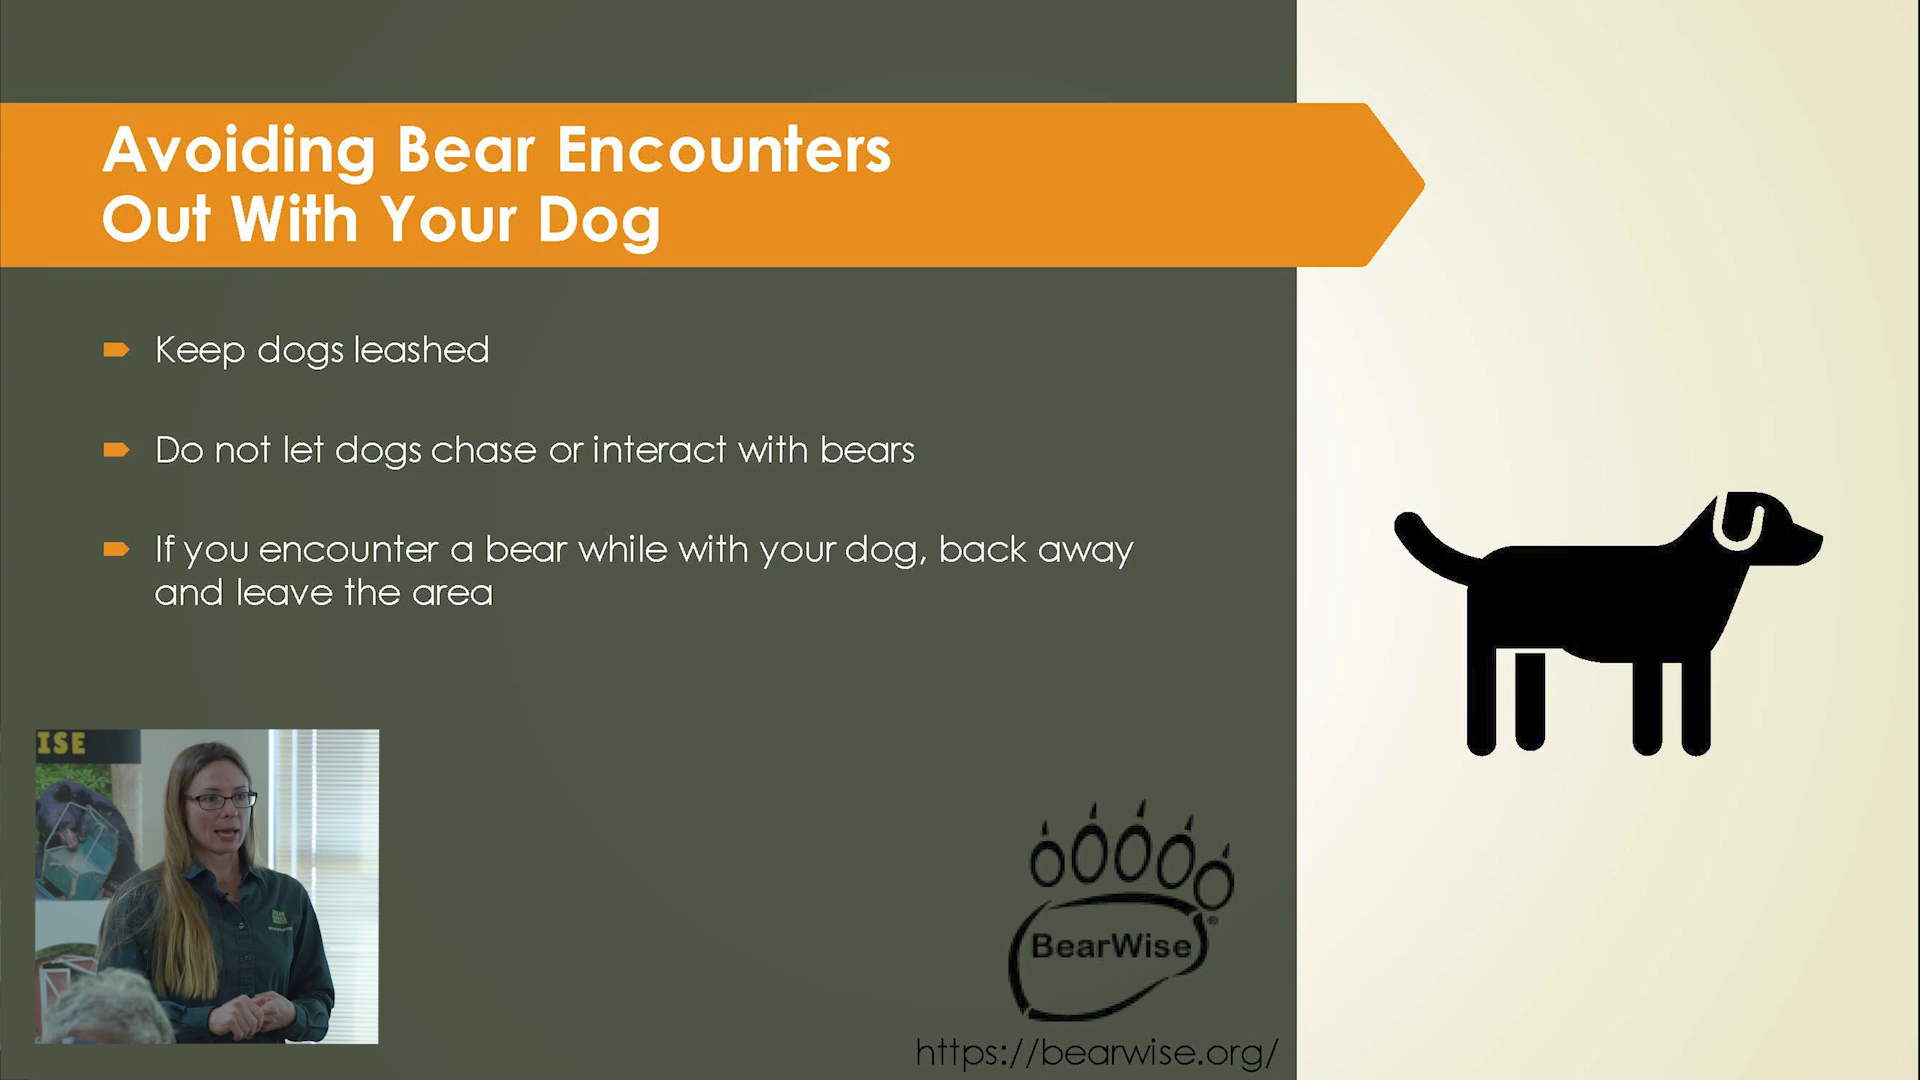 Avoiding Bear Encounters
Out With Your Dog
Keep dogs leashed
Do not let dogs chase or interact with bears
If you encounter a bear while with your dog, back away
and leave the area
ISE
BearWise®
https://bearwise.org/